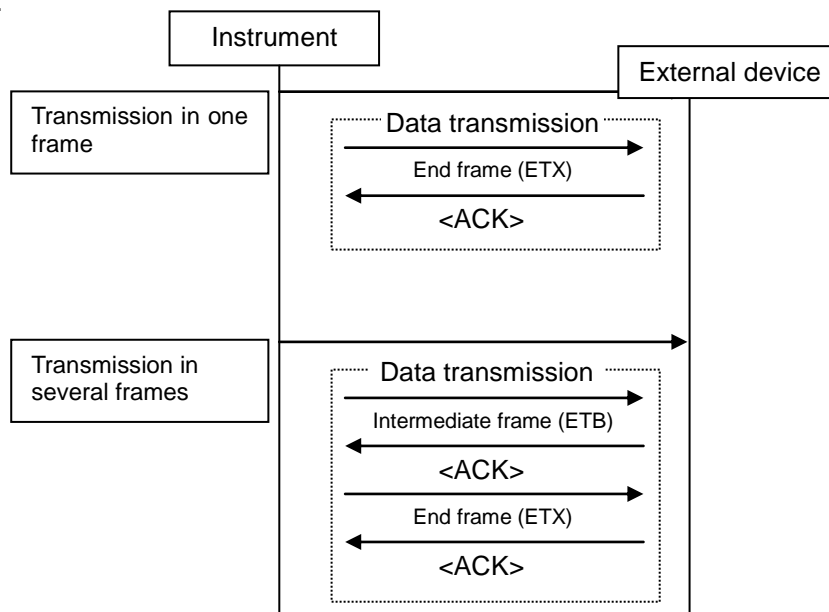 Instrument
External device
Transmission in one
frame
Data transmission
End frame (ETX)
<ACK>
Transmission in
several frames
Data transmission
Intermediate frame (ETB)
<ACK>
End frame (ETX)
<ACK>